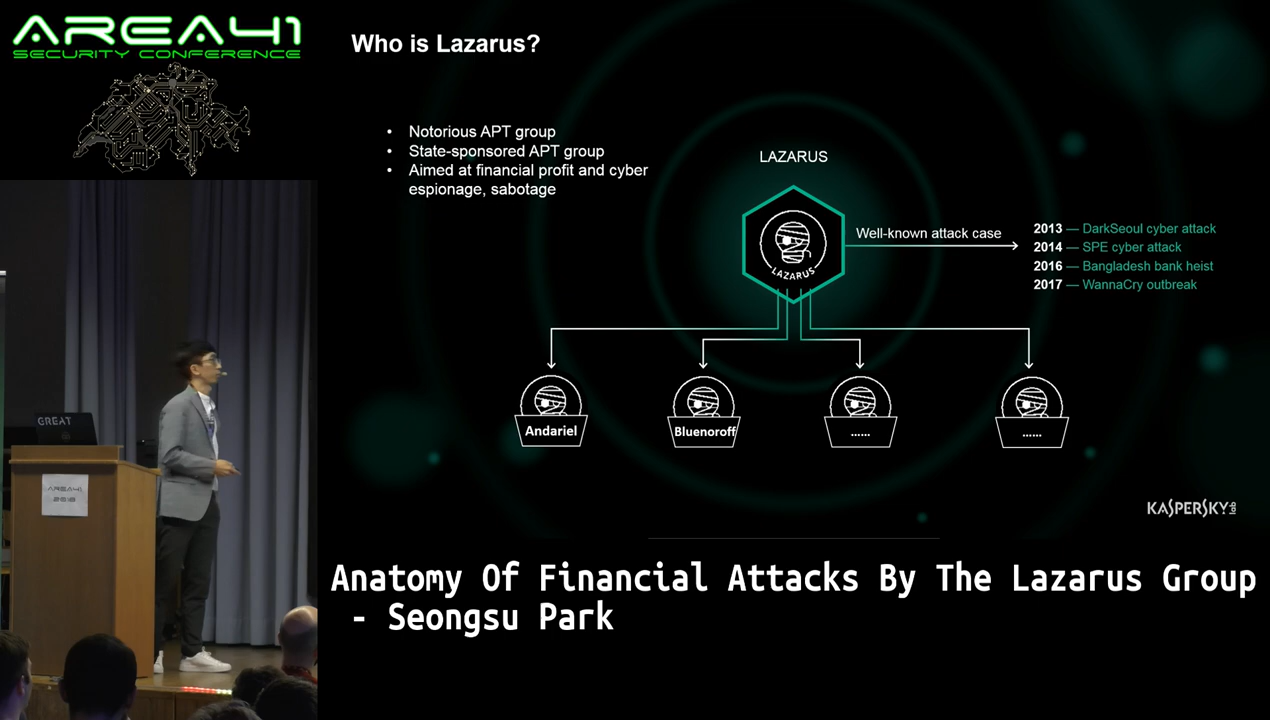 AREA41
SECURITY CONFERENCE
Who is Lazarus?
• Notorious APT group
• State-sponsored APT group
• Aimed at financial profit and cyber
espionage, sabotage
LAZARUS
LAZARUS
Well-known attack case
2013 — DarkSeoul cyber attack
2014 — SPE cyber attack
2016 — Bangladesh bank heist
2017 — WannaCry outbreak
Andariel
Bluenoroff
......
......
GREAT
AREA41
KASPERSKY lab
Anatomy Of Financial Attacks By The Lazarus Group
- Seongsu Park